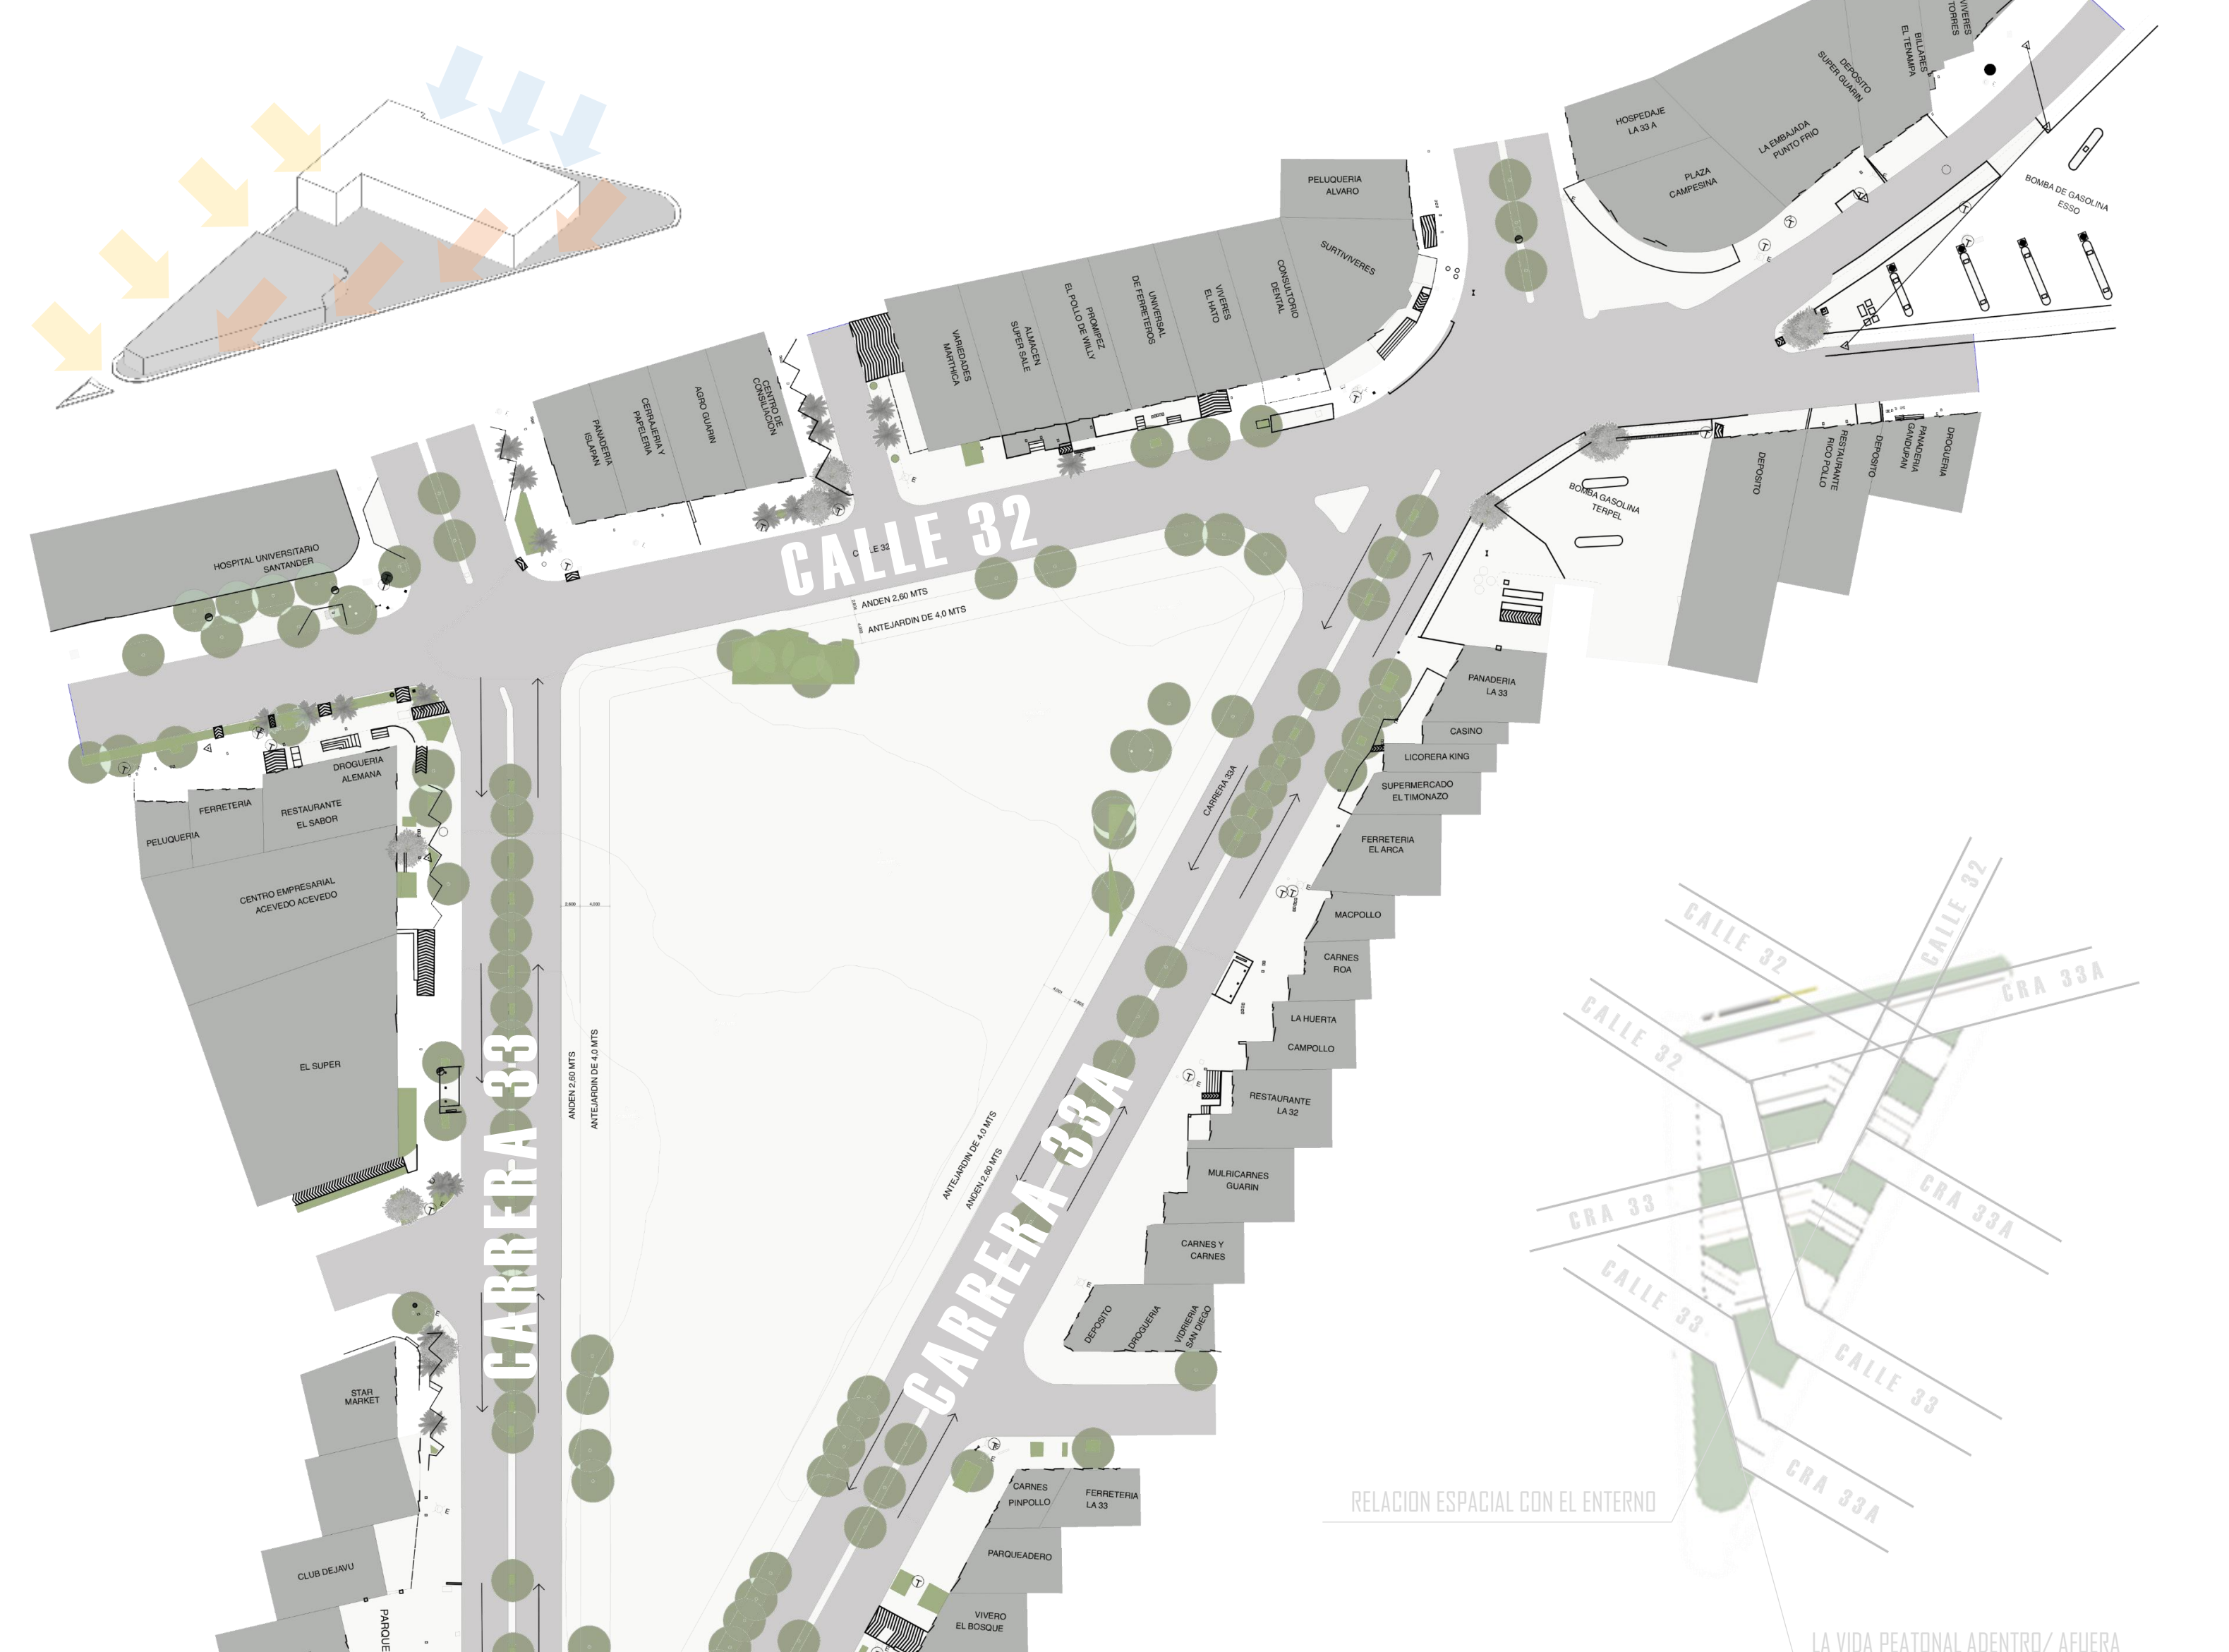 VIVERES
TORRES
BILLARES
EL TENAMPA
DEPOSITO
SUPER GUARIN
LA EMBAJADA
PUNTO FRIO
HOSPEDAJE
LA 33 A
PLAZA
CAMPESINA
BOMBA DE GASOLINA
ESSO
PELUQUERIA
ALVARO
SURTIVIVERES
CONSULTORIO
DENTAL
VIVERES
EL HATO
UNIVERSAL
DE FERRETEROS
PROMIPEZ
EL POLLO DE WILLY
ALMACEN
SUPER SALE
VARIEDADES
MARTHICA
CENTRO DE
CONSILIACION
AGRO GUARIN
CERRAJERIA Y
PAPELERIA
PANADERIA
ISLAPAN
HOSPITAL UNIVERSITARIO
SANTANDER
CALLE 32
CALLE 32
ANDEN 2,60 MTS
ANTEJARDIN DE 4,0 MTS
BOMBA GASOLINA
TERPEL
DEPOSITO
RESTAURANTE
RICO POLLO
DEPOSITO
PANADERIA
GANDUPAN
DROGUERIA
PANADERIA
LA 33
CASINO
LICORERA KING
SUPERMERCADO
EL TIMONAZO
FERRETERIA
EL ARCA
MACPOLLO
CARNES
ROA
LA HUERTA
CAMPOLLO
RESTAURANTE
LA 32
MULRICARNES
GUARIN
CARNES Y
CARNES
DEPOSITO
DROGUERIA
VIDRIERIA
SAN DIEGO
CARRERA 33A
CARRERA 33A
ANTEJARDIN DE 4,0 MTS
ANDEN 2,60 MTS
CARNES
PINPOLLO
FERRETERIA
LA 33
PARQUEADERO
VIVERO
EL BOSQUE
DROGUERIA
ALEMANA
RESTAURANTE
EL SABOR
FERRETERIA
PELUQUERIA
CENTRO EMPRESARIAL
ACEVEDO ACEVEDO
EL SUPER
CARRERA 33
ANDEN 2,60 MTS
ANTEJARDIN DE 4,0 MTS
STAR
MARKET
CLUB DEJAVU
PARQUE
CALLE 32
CALLE 32
CALLE 32
CRA 33A
CRA 33
CRA 33A
CALLE 33
CALLE 33
CRA 33A
RELACION ESPACIAL CON EL ENTERNO
LA VIDA PEATONAL ADENTRO/ AFUERA